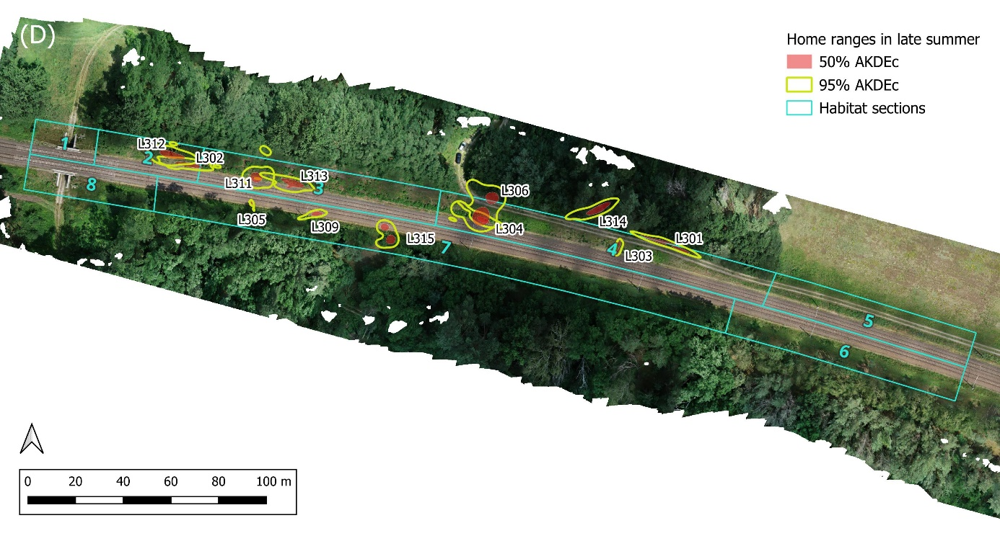 (D)
Home ranges in late summer
50% AKDEc
95% AKDEc
Habitat sections
1
L312
2
L302
8
L311
L313
3
L306
L305
L309
L314
L304
L315
7
L301
4
L303
5
6
0 20 40 60 80 100 m